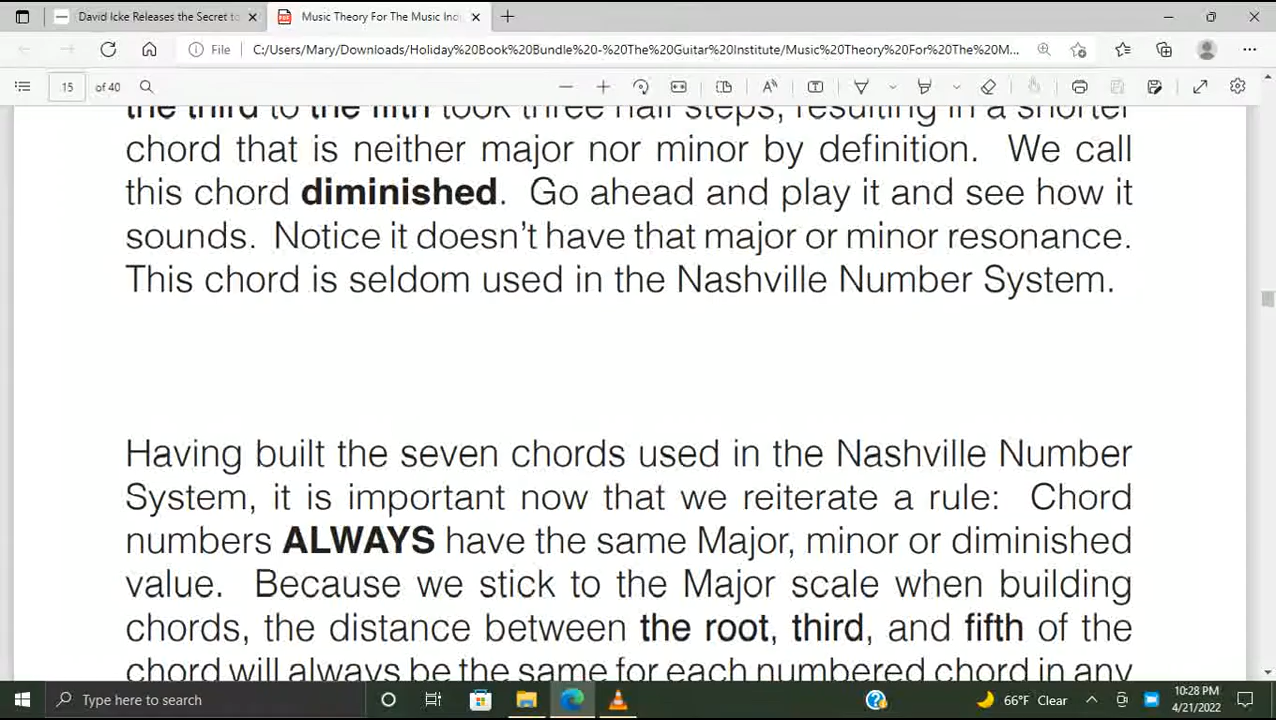 David Icke Releases the Secret to
Music Theory For The Music Ino
File
C:/Users/Mary/Downloads/Holiday%20Book%20Bundle%20-%20The%20Guitar%20Institute/Music%20Theory%20For%20The%20M...
15 of 40
the third to the fifth took three half steps, resulting in a shorter
chord that is neither major nor minor by definition. We call
this chord diminished. Go ahead and play it and see how it
sounds. Notice it doesn't have that major or minor resonance.
This chord is seldom used in the Nashville Number System.
Having built the seven chords used in the Nashville Number
System, it is important now that we reiterate a rule: Chord
numbers ALWAYS have the same Major, minor or diminished
value. Because we stick to the Major scale when building
chords, the distance between the root, third, and fifth of the
chord will always be the same for each numbered chord in any
Type here to search
66°F Clear
10:28 PM
4/21/2022